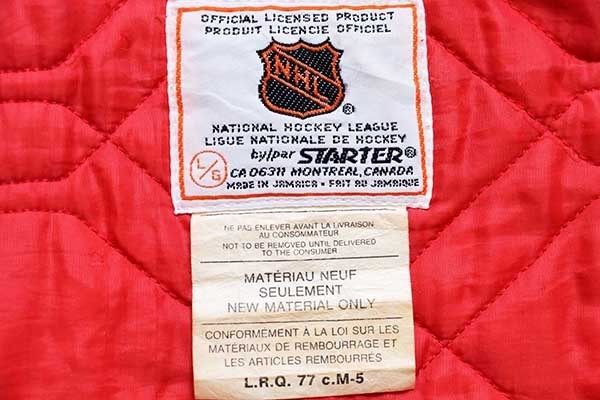 OFFICIAL LICENSED PRODUCT
PRODUIT LICENCIÉ OFFICIEL
NHL®
NATIONAL HOCKEY LEAGUE
LIGUE NATIONALE DE HOCKEY
L/G
by/par STARTER®
CA 06311 MONTREAL, CANADA
MADE IN JAMAICA • FAIT AU JAMAIQUE
NE PAS ENLEVER AVANT LA LIVRAISON
AU CONSOMMATEUR
NOT TO BE REMOVED UNTIL DELIVERED
TO THE CONSUMER
MATÉRIAU NEUF
SEULEMENT
NEW MATERIAL ONLY
CONFORMÉMENT À LA LOI SUR LES
MATÉRIAUX DE REMBOURRAGE ET
LES ARTICLES REMBOURRÉS
L.R.Q. 77 c.M-5